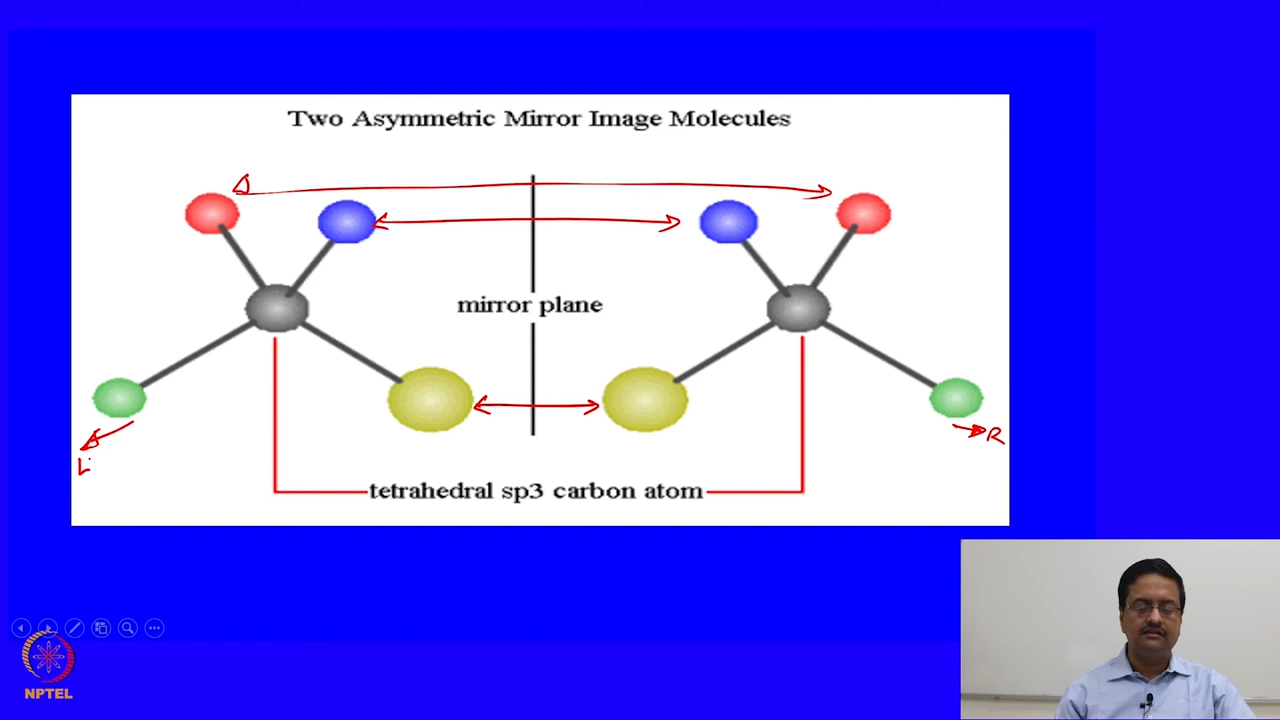 Two Asymmetric Mirror Image Molecules
mirror plane
L
R
tetrahedral sp3 carbon atom
NPTEL